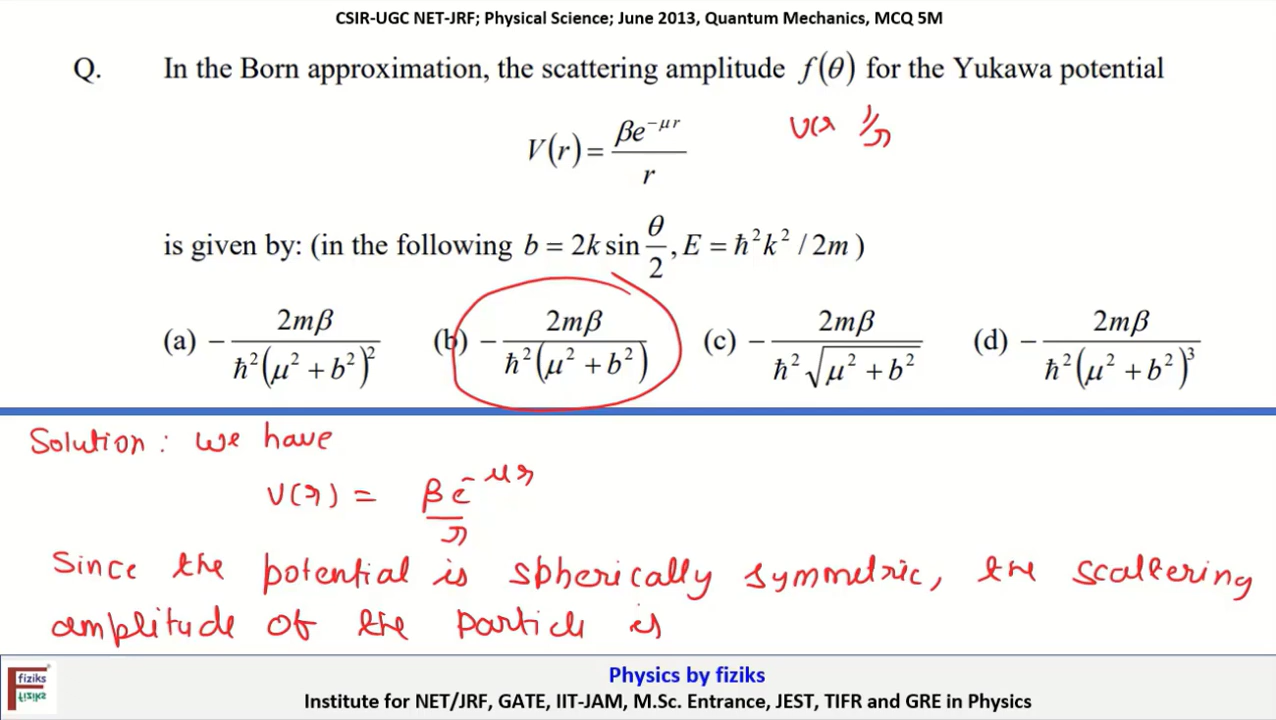 CSIR-UGC NET-JRF; Physical Science; June 2013, Quantum Mechanics, MCQ 5M
Q. In the Born approximation, the scattering amplitude f(θ) for the Yukawa potential
V(r) = βe^{-μr} / r
V(r) 1/r
is given by: (in the following b = 2k sin θ/2, E = ħ²k² / 2m )
(a) − 2mβ / ħ²(μ² + b²)² (b) − 2mβ / ħ²(μ² + b²) (c) − 2mβ / ħ²√(μ² + b²) (d) − 2mβ / ħ²(μ² + b²)³
Solution : we have
V(r) = βe^{-μr} / r
Since the potential is spherically symmetric, the scattering
amplitude of the particle is
fiziks
Physics by fiziks
Institute for NET/JRF, GATE, IIT-JAM, M.Sc. Entrance, JEST, TIFR and GRE in Physics